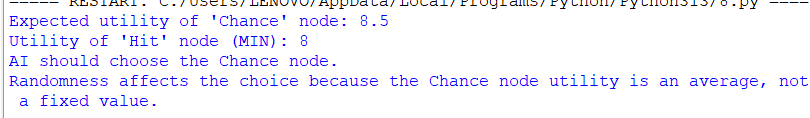 ===== RESTART: C:/Users/LENOVO/AppData/Local/Programs/Python/Python313/8.py ====
Expected utility of 'Chance' node: 8.5
Utility of 'Hit' node (MIN): 8
AI should choose the Chance node.
Randomness affects the choice because the Chance node utility is an average, not
a fixed value.